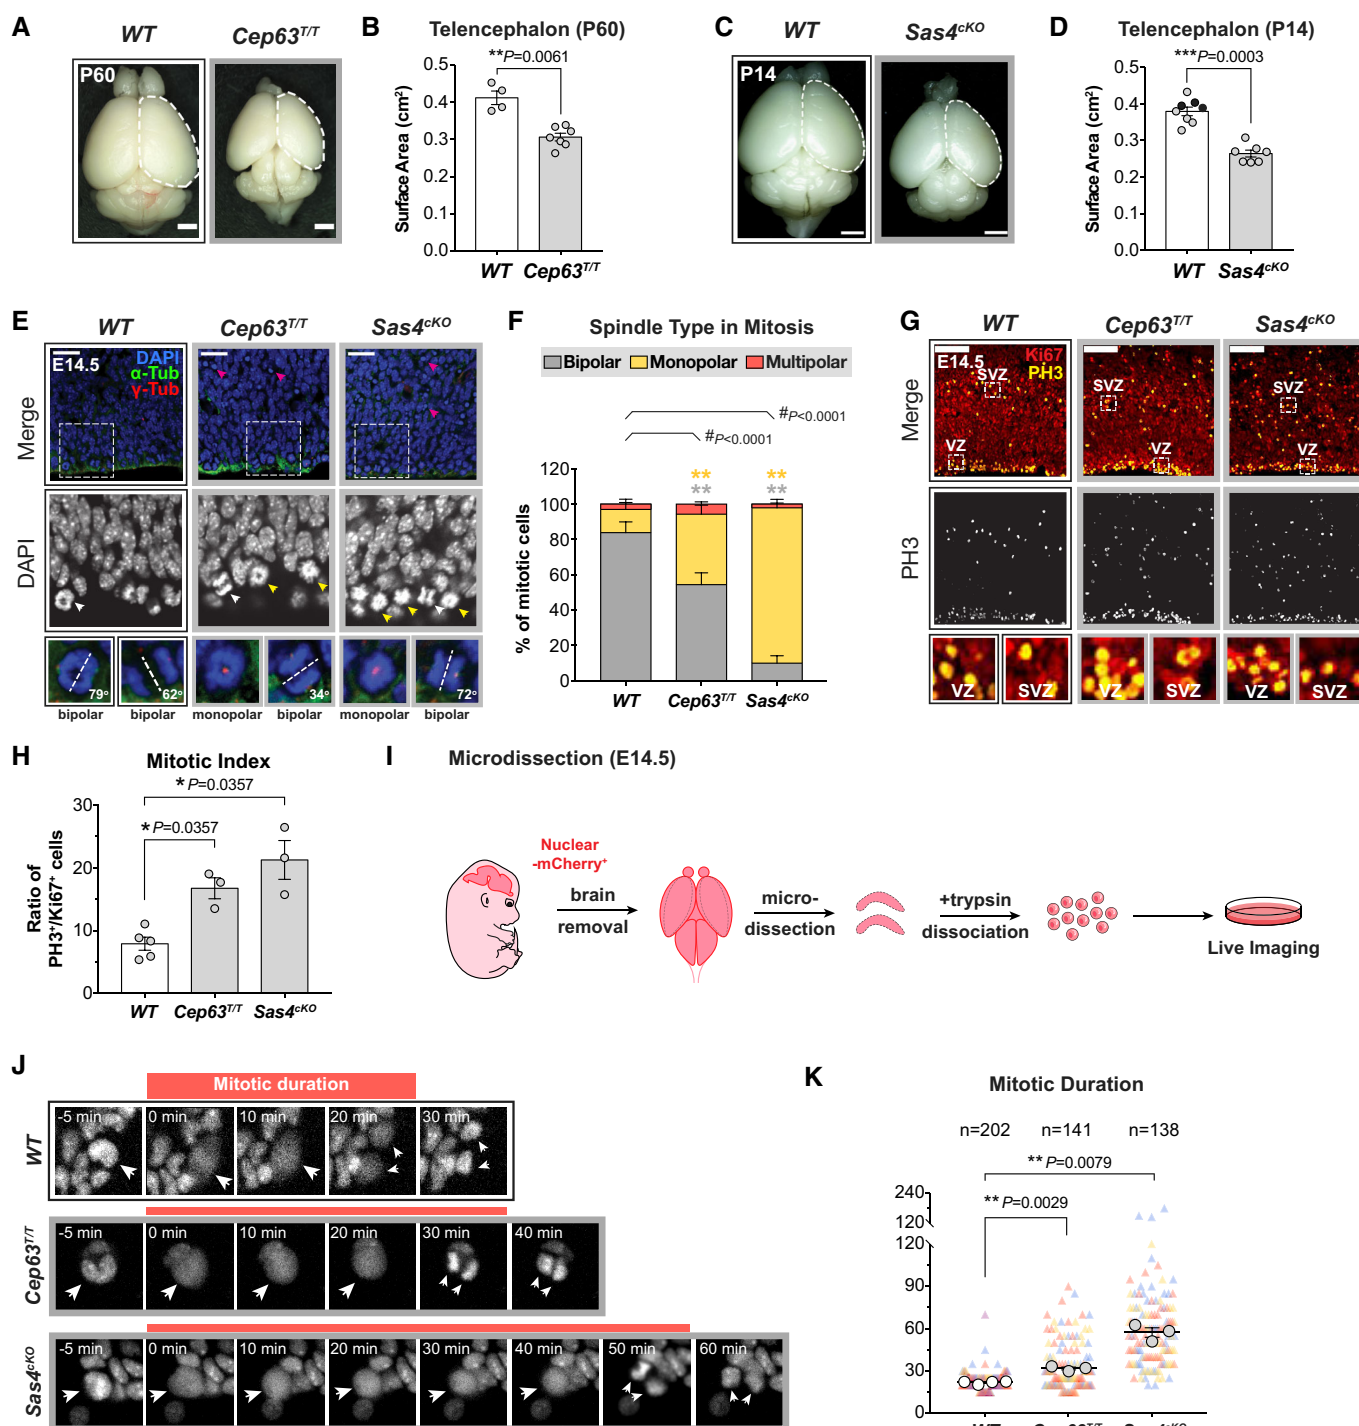 A
WT
Cep63T/T
P60
B
Telencephalon (P60)
**P=0.0061
Surface Area (cm²)
0.5
0.4
0.3
0.2
0.1
0.0
WT
Cep63T/T
C
WT
Sas4cKO
P14
D
Telencephalon (P14)
***P=0.0003
Surface Area (cm²)
0.5
0.4
0.3
0.2
0.1
0.0
WT
Sas4cKO
E
WT
Cep63T/T
Sas4cKO
E14.5
DAPI
α-Tub
γ-Tub
Merge
DAPI
79°
62°
34°
72°
bipolar
bipolar
monopolar
bipolar
monopolar
bipolar
F
Spindle Type in Mitosis
Bipolar
Monopolar
Multipolar
#P<0.0001
#P<0.0001
% of mitotic cells
120
100
80
60
40
20
0
**
**
**
**
WT
Cep63T/T
Sas4cKO
G
WT
Cep63T/T
Sas4cKO
E14.5
Ki67
PH3
SVZ
VZ
SVZ
VZ
SVZ
VZ
Merge
PH3
VZ
SVZ
VZ
SVZ
VZ
SVZ
H
Mitotic Index
* P=0.0357
* P=0.0357
Ratio of
PH3+/Ki67+ cells
30
20
10
0
WT
Cep63T/T
Sas4cKO
I
Microdissection (E14.5)
Nuclear
-mCherry+
brain
removal
micro-
dissection
+trypsin
dissociation
Live Imaging
J
Mitotic duration
WT
-5 min
0 min
10 min
20 min
30 min
Cep63T/T
-5 min
0 min
10 min
20 min
30 min
40 min
Sas4cKO
-5 min
0 min
10 min
20 min
30 min
40 min
50 min
60 min
K
Mitotic Duration
n=202
n=141
n=138
** P=0.0079
** P=0.0029
240
120
120
90
60
30
0
WT
Cep63T/T
Sas4cKO